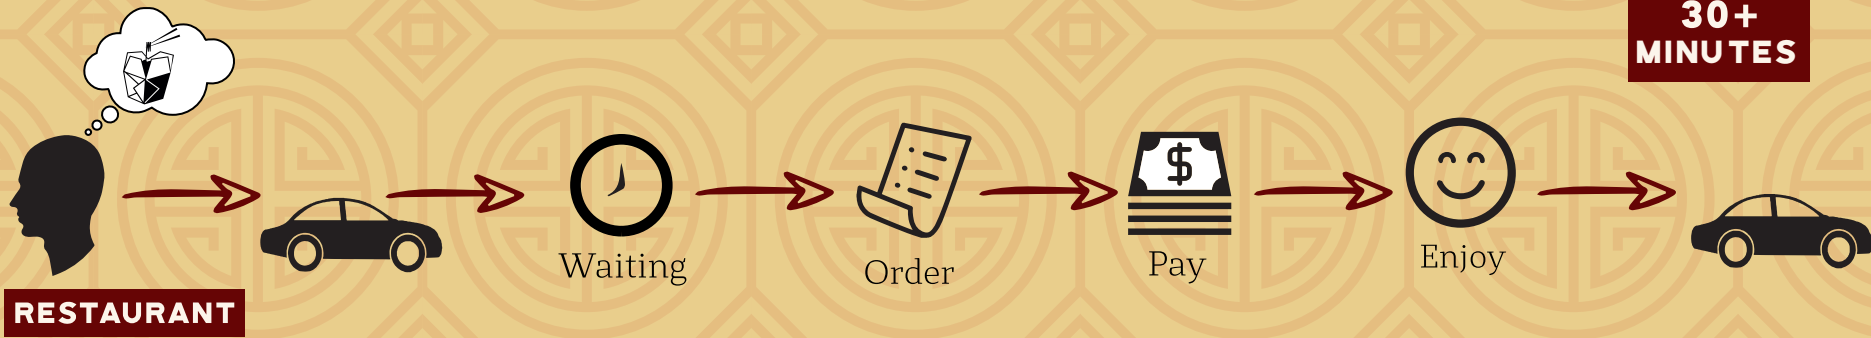 30+
MINUTES
Waiting
Order
Pay
Enjoy
RESTAURANT